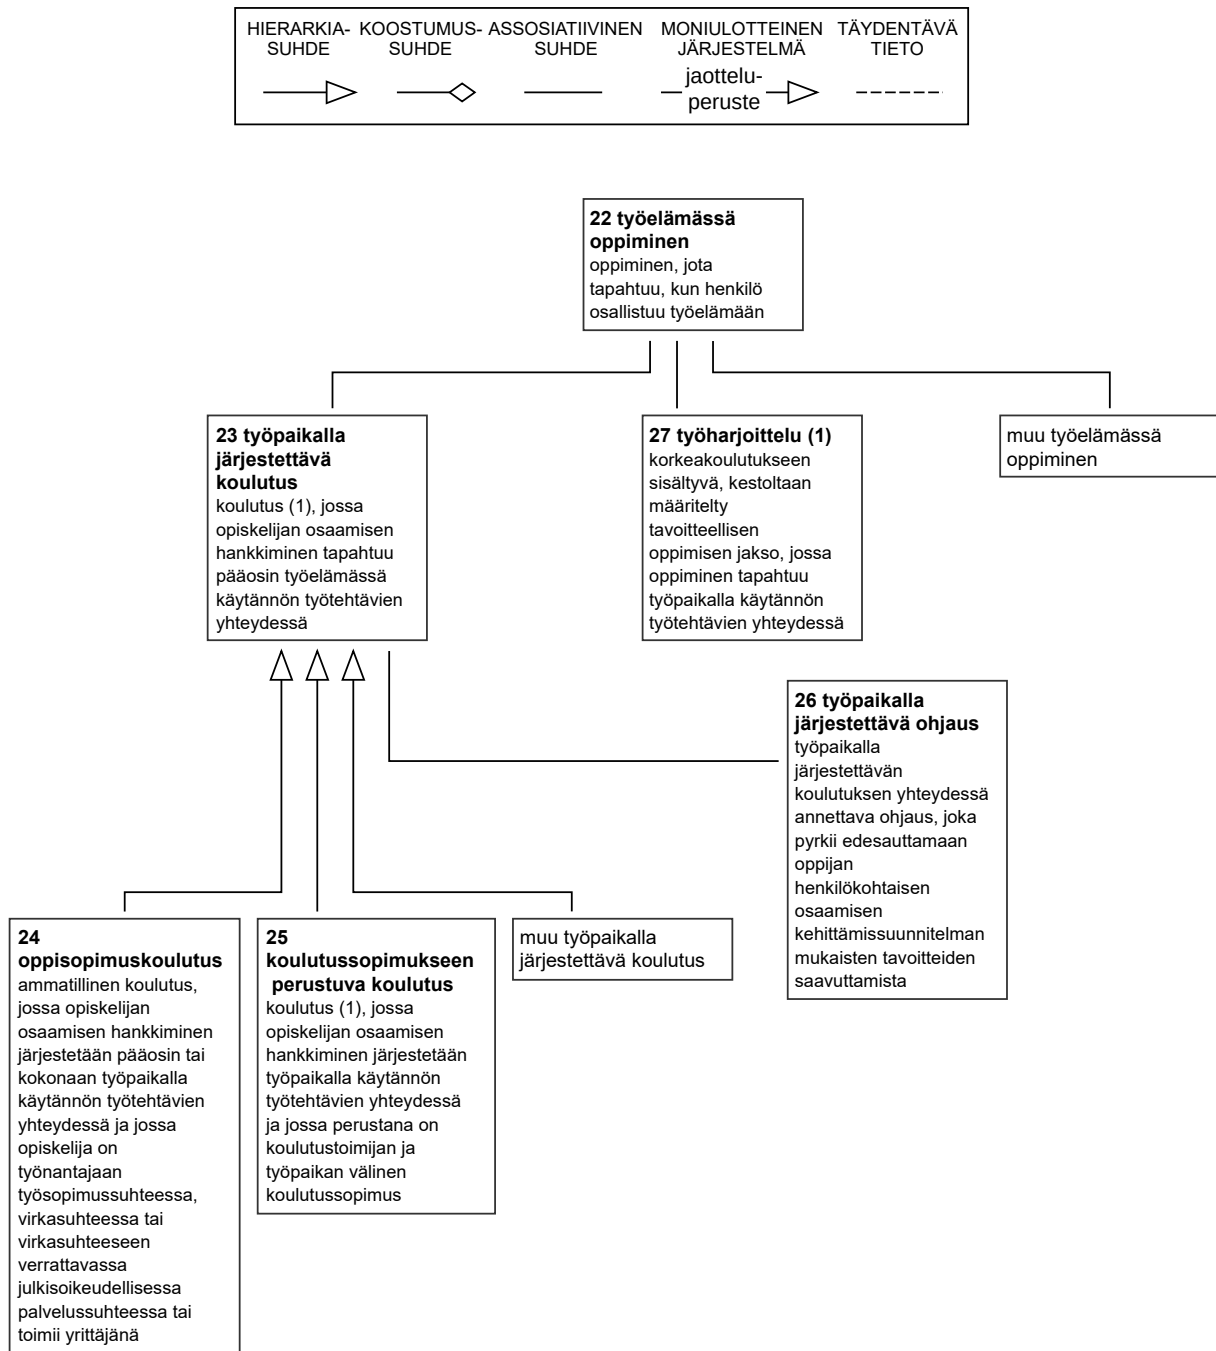 HIERARKIA-
SUHDE
KOOSTUMUS-
SUHDE
ASSOSIATIIVINEN
SUHDE
MONIULOTTEINEN
JÄRJESTELMÄ
jaottelu-
peruste
TÄYDENTÄVÄ
TIETO
22 työelämässä
oppiminen
oppiminen, jota
tapahtuu, kun henkilö
osallistuu työelämään
23 työpaikalla
järjestettävä
koulutus
koulutus (1), jossa
opiskelijan osaamisen
hankkiminen tapahtuu
pääosin työelämässä
käytännön työtehtävien
yhteydessä
27 työharjoittelu (1)
korkeakoulutukseen
sisältyvä, kestoltaan
määritelty
tavoitteellisen
oppimisen jakso, jossa
oppiminen tapahtuu
työpaikalla käytännön
työtehtävien yhteydessä
muu työelämässä
oppiminen
26 työpaikalla
järjestettävä ohjaus
työpaikalla
järjestettävän
koulutuksen yhteydessä
annettava ohjaus, joka
pyrkii edesauttamaan
oppijan
henkilökohtaisen
osaamisen
kehittämissuunnitelman
mukaisten tavoitteiden
saavuttamista
24
oppisopimuskoulutus
ammatillinen koulutus,
jossa opiskelijan
osaamisen hankkiminen
järjestetään pääosin tai
kokonaan työpaikalla
käytännön työtehtävien
yhteydessä ja jossa
opiskelija on
työnantajaan
työsopimussuhteessa,
virkasuhteessa tai
virkasuhteeseen
verrattavassa
julkisoikeudellisessa
palvelussuhteessa tai
toimii yrittäjänä
25
koulutussopimukseen
perustuva koulutus
koulutus (1), jossa
opiskelijan osaamisen
hankkiminen järjestetään
työpaikalla käytännön
työtehtävien yhteydessä
ja jossa perustana on
koulutustoimijan ja
työpaikan välinen
koulutussopimus
muu työpaikalla
järjestettävä koulutus